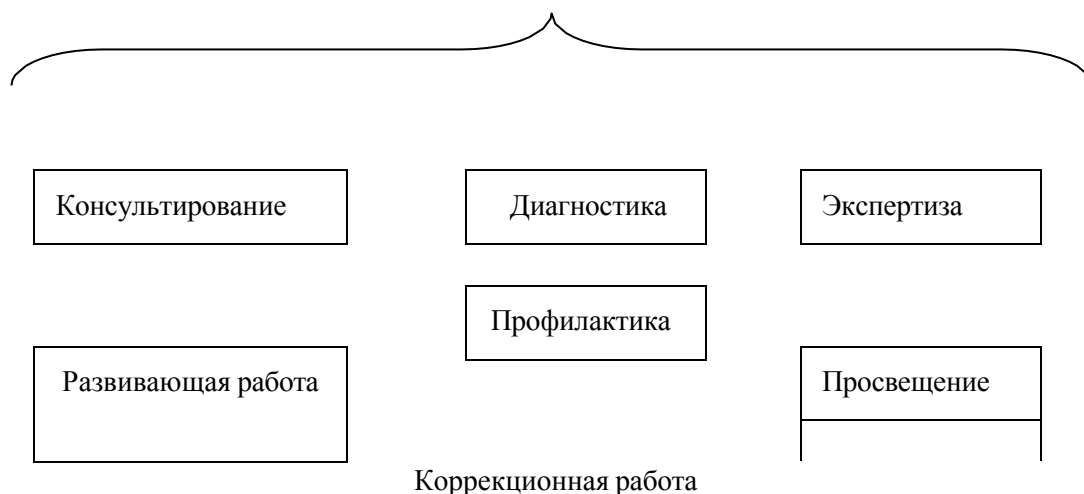 Консультирование
Диагностика
Экспертиза
Профилактика
Развивающая работа
Просвещение
Коррекционная работа